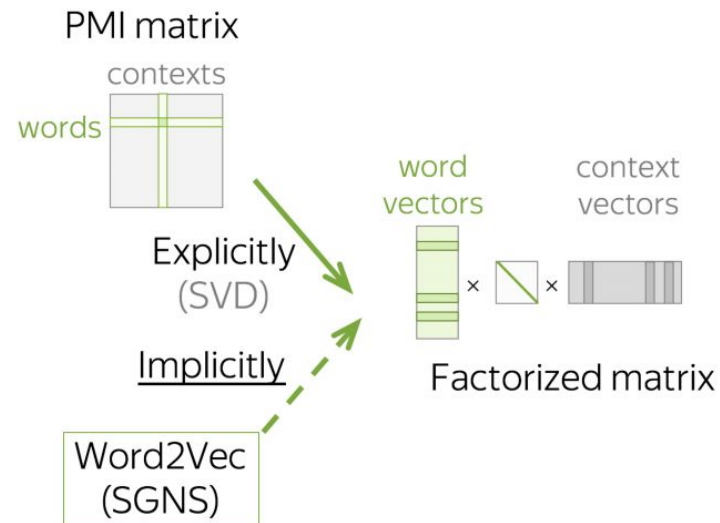 PMI matrix
contexts
words
word
vectors
context
vectors
× ×
Explicitly
(SVD)
Implicitly
Factorized matrix
Word2Vec
(SGNS)